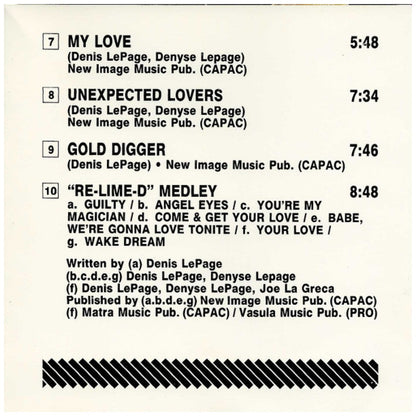 7 MY LOVE 5:48
(Denis LePage, Denyse Lepage)
New Image Music Pub. (CAPAC)
8 UNEXPECTED LOVERS 7:34
(Denis LePage, Denyse LePage)
New Image Music Pub. (CAPAC)
9 GOLD DIGGER 7:46
(Denis LePage) • New Image Music Pub. (CAPAC)
10 “RE-LIME-D” MEDLEY 8:48
a. GUILTY / b. ANGEL EYES / c. YOU'RE MY
MAGICIAN / d. COME & GET YOUR LOVE / e. BABE,
WE'RE GONNA LOVE TONITE / f. YOUR LOVE /
g. WAKE DREAM
Written by (a) Denis LePage
(b.c.d.e.g) Denis LePage, Denyse Lepage
(f) Denis LePage, Denyse LePage, Joe La Greca
Published by (a.b.d.e.g) New Image Music Pub. (CAPAC)
(f) Matra Music Pub. (CAPAC) / Vasula Music Pub. (PRO)